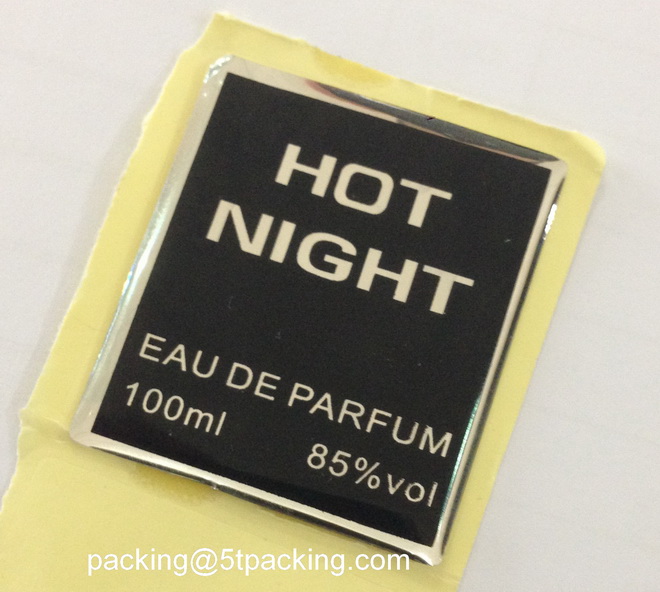 HOT
NIGHT
EAU DE PARFUM
100ml
85%vol
packing@5tpacking.com